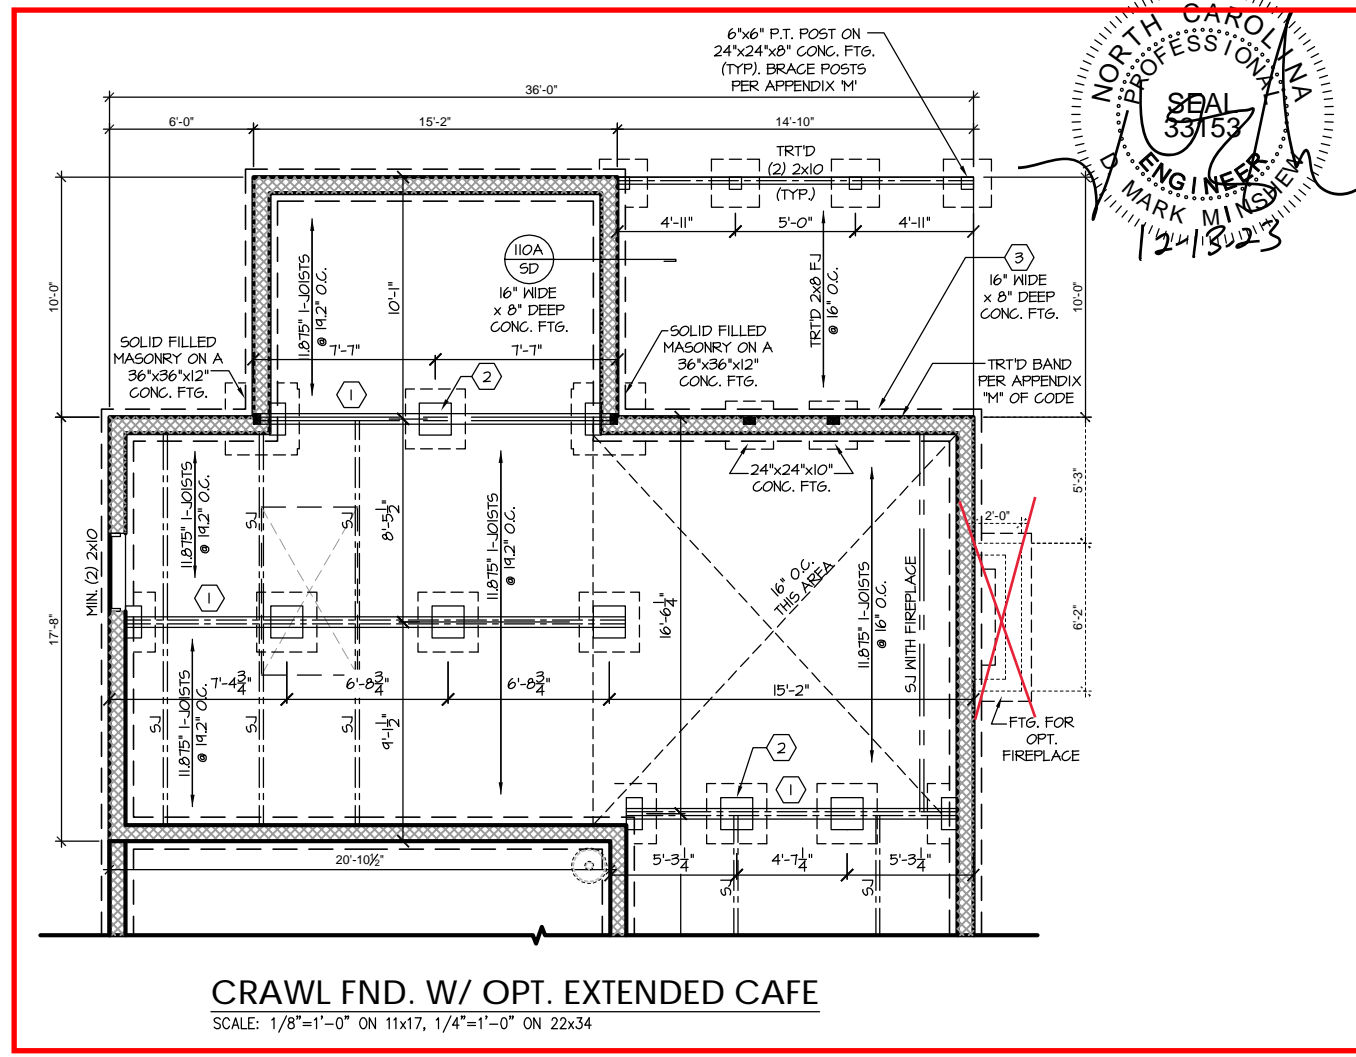 6"x6" P.T. POST ON
24"x24"x8" CONC. FTG.
(TYP). BRACE POSTS
PER APPENDIX 'M'
NORTH CAROLINA
PROFESSIONAL
SEAL
33153
ENGINEER
D MARK MINSHEW
12-13-23
36'-0"
6'-0"
15'-2"
14'-10"
TRT'D
(2) 2x10
(TYP.)
4'-11"
5'-0"
4'-11"
110A
SD
16" WIDE
x 8" DEEP
CONC. FTG.
3
16" WIDE
x 8" DEEP
CONC. FTG.
10'-0"
11.875" I-JOISTS
@ 19.2" O.C.
10'-1"
TRT'D 2x8 FJ
@ 16" O.C.
10'-0"
SOLID FILLED
MASONRY ON A
36"x36"x12"
CONC. FTG.
7'-7"
7'-7"
SOLID FILLED
MASONRY ON A
36"x36"x12"
CONC. FTG.
TRT'D BAND
PER APPENDIX
"M" OF CODE
1
2
24"x24"x10"
CONC. FTG.
5'-3"
11.875" I-JOISTS
@ 19.2" O.C.
SJ
SJ
8'-5 1/2"
11.875" I-JOISTS
@ 19.2" O.C.
2'-0"
MIN. (2) 2x10
17'-8"
1
16" O.C.
THIS AREA
16'-6 1/4"
11.875" I-JOISTS
@ 16" O.C.
SJ WITH FIREPLACE
6'-2"
7'-4 3/4"
6'-8 3/4"
6'-8 3/4"
15'-2"
11.875" I-JOISTS
@ 19.2" O.C.
SJ
SJ
SJ
9'-1 1/2"
FTG. FOR
OPT.
FIREPLACE
2
1
20'-10½"
5'-3 1/4"
4'-7 1/4"
5'-3 1/4"
SJ
SJ
CRAWL FND. W/ OPT. EXTENDED CAFE
SCALE: 1/8"=1'-0" ON 11x17, 1/4"=1'-0" ON 22x34